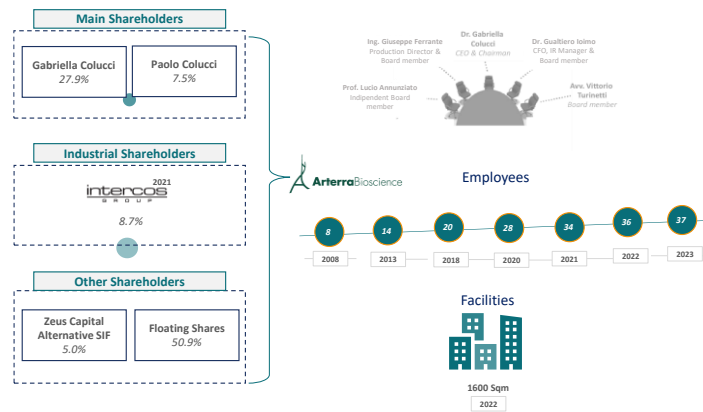 Main Shareholders
Gabriella Colucci
27.9%
Paolo Colucci
7.5%
Industrial Shareholders
2021
intercos
GROUP
8.7%
Other Shareholders
Zeus Capital
Alternative SIF
5.0%
Floating Shares
50.9%
ArterraBioscience
Ing. Giuseppe Ferrante
Production Director &
Board member
Dr. Gabriella
Colucci
CEO & Chairman
Dr. Gualtiero Ioimo
CFO, IR Manager &
Board member
Prof. Lucio Annunziato
Indipendent Board
member
Avv. Vittorio
Turinetti
Board member
Employees
8
14
20
28
34
36
37
2008
2013
2018
2020
2021
2022
2023
Facilities
1600 Sqm
2022